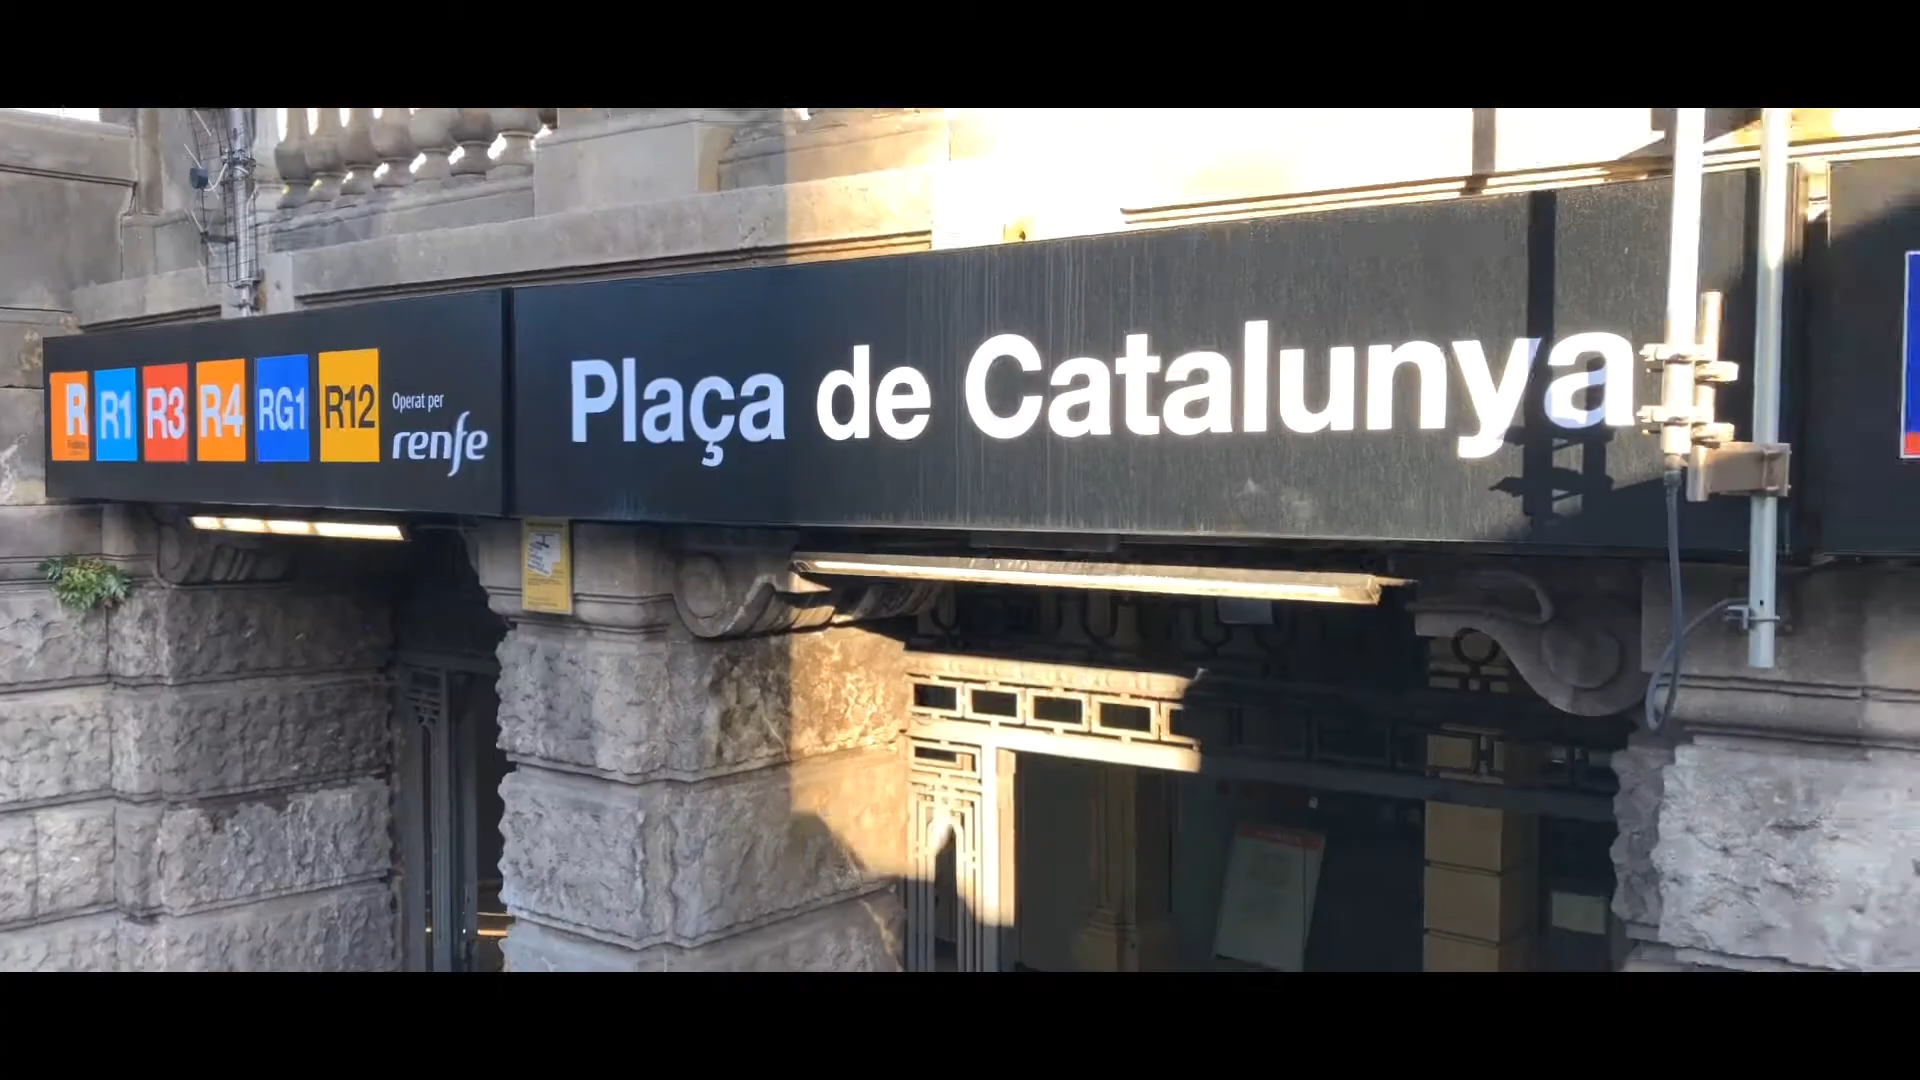 R R1 R3 R4 RG1 R12
Operat per
renfe
Plaça de Catalunya